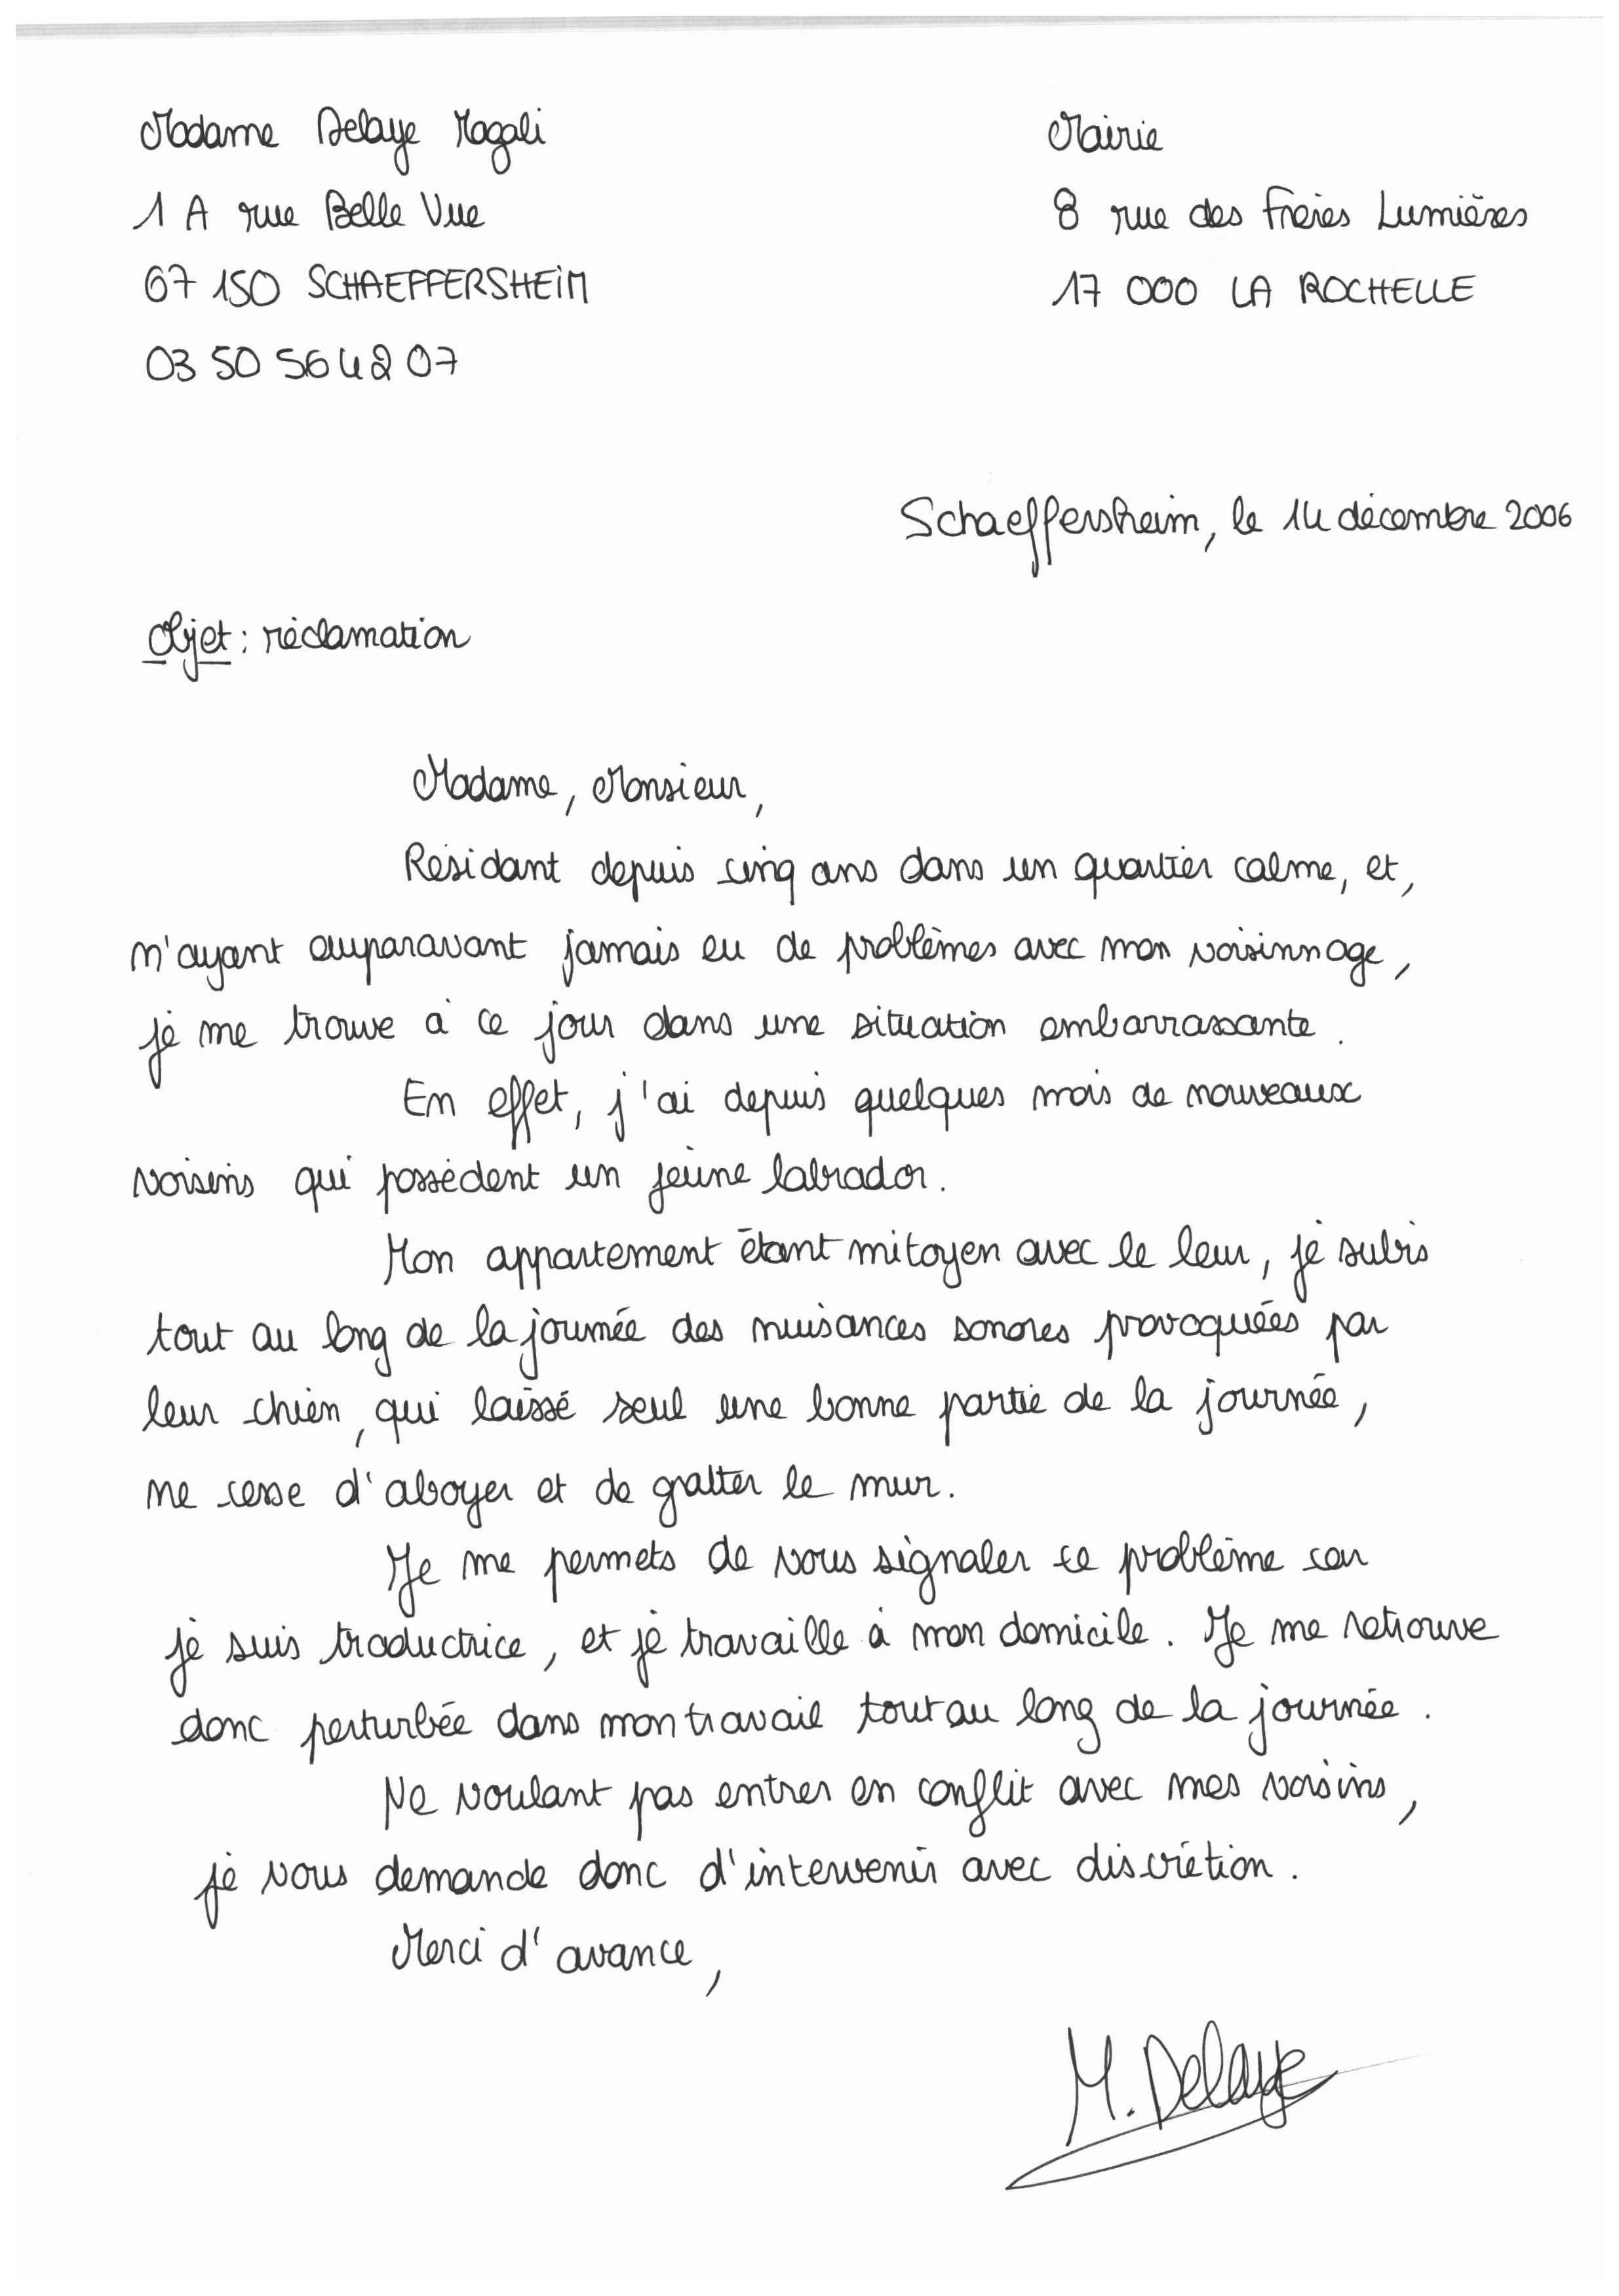 Madame Delaye Magali
1 A rue Belle Vue
67 150 SCHAEFFERSHEIM
03 50 56 42 07
Mairie
8 rue des Frères Lumières
17 000 LA ROCHELLE
Schaeffersheim, le 14 décembre 2006
Objet : réclamation
Madame, Monsieur,
Résidant depuis cinq ans dans un quartier calme, et,
n'ayant auparavant jamais eu de problèmes avec mon voisinnage,
je me trouve à ce jour dans une situation embarrassante.
En effet, j'ai depuis quelques mois de nouveaux
voisins qui possèdent un jeune labrador.
Mon appartement étant mitoyen avec le leur, je subis
tout au long de la journée des nuisances sonores provoquées par
leur chien, qui laissé seul une bonne partie de la journée,
ne cesse d'aboyer et de gratter le mur.
Je me permets de vous signaler ce problème car
je suis traductrice, et je travaille à mon domicile. Je me retrouve
donc perturbée dans mon travail tout au long de la journée.
Ne voulant pas entrer en conflit avec mes voisins,
je vous demande donc d'intervenir avec discrétion.
Merci d'avance,
M. Delaye